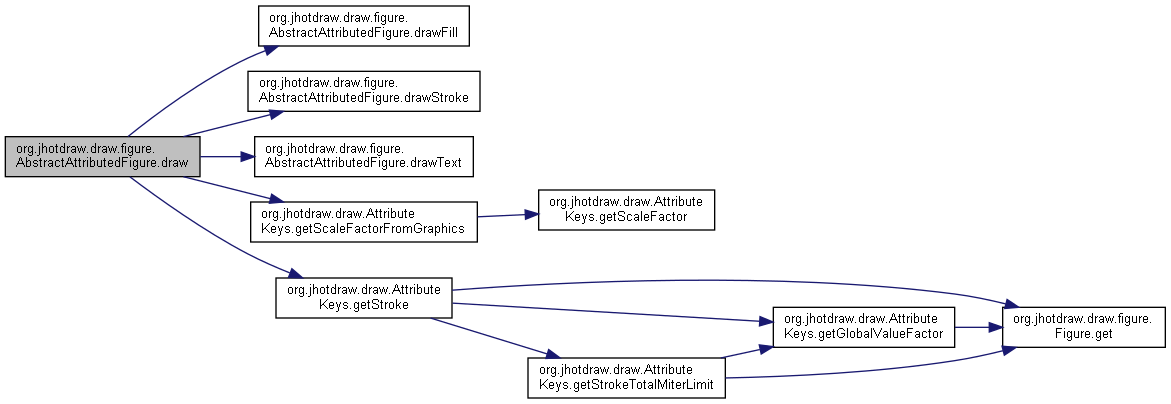 org.jhotdraw.draw.figure.
AbstractAttributedFigure.drawFill
org.jhotdraw.draw.figure.
AbstractAttributedFigure.drawStroke
org.jhotdraw.draw.figure.
AbstractAttributedFigure.draw
org.jhotdraw.draw.figure.
AbstractAttributedFigure.drawText
org.jhotdraw.draw.Attribute
Keys.getScaleFactorFromGraphics
org.jhotdraw.draw.Attribute
Keys.getScaleFactor
org.jhotdraw.draw.Attribute
Keys.getStroke
org.jhotdraw.draw.Attribute
Keys.getGlobalValueFactor
org.jhotdraw.draw.figure.
Figure.get
org.jhotdraw.draw.Attribute
Keys.getStrokeTotalMiterLimit